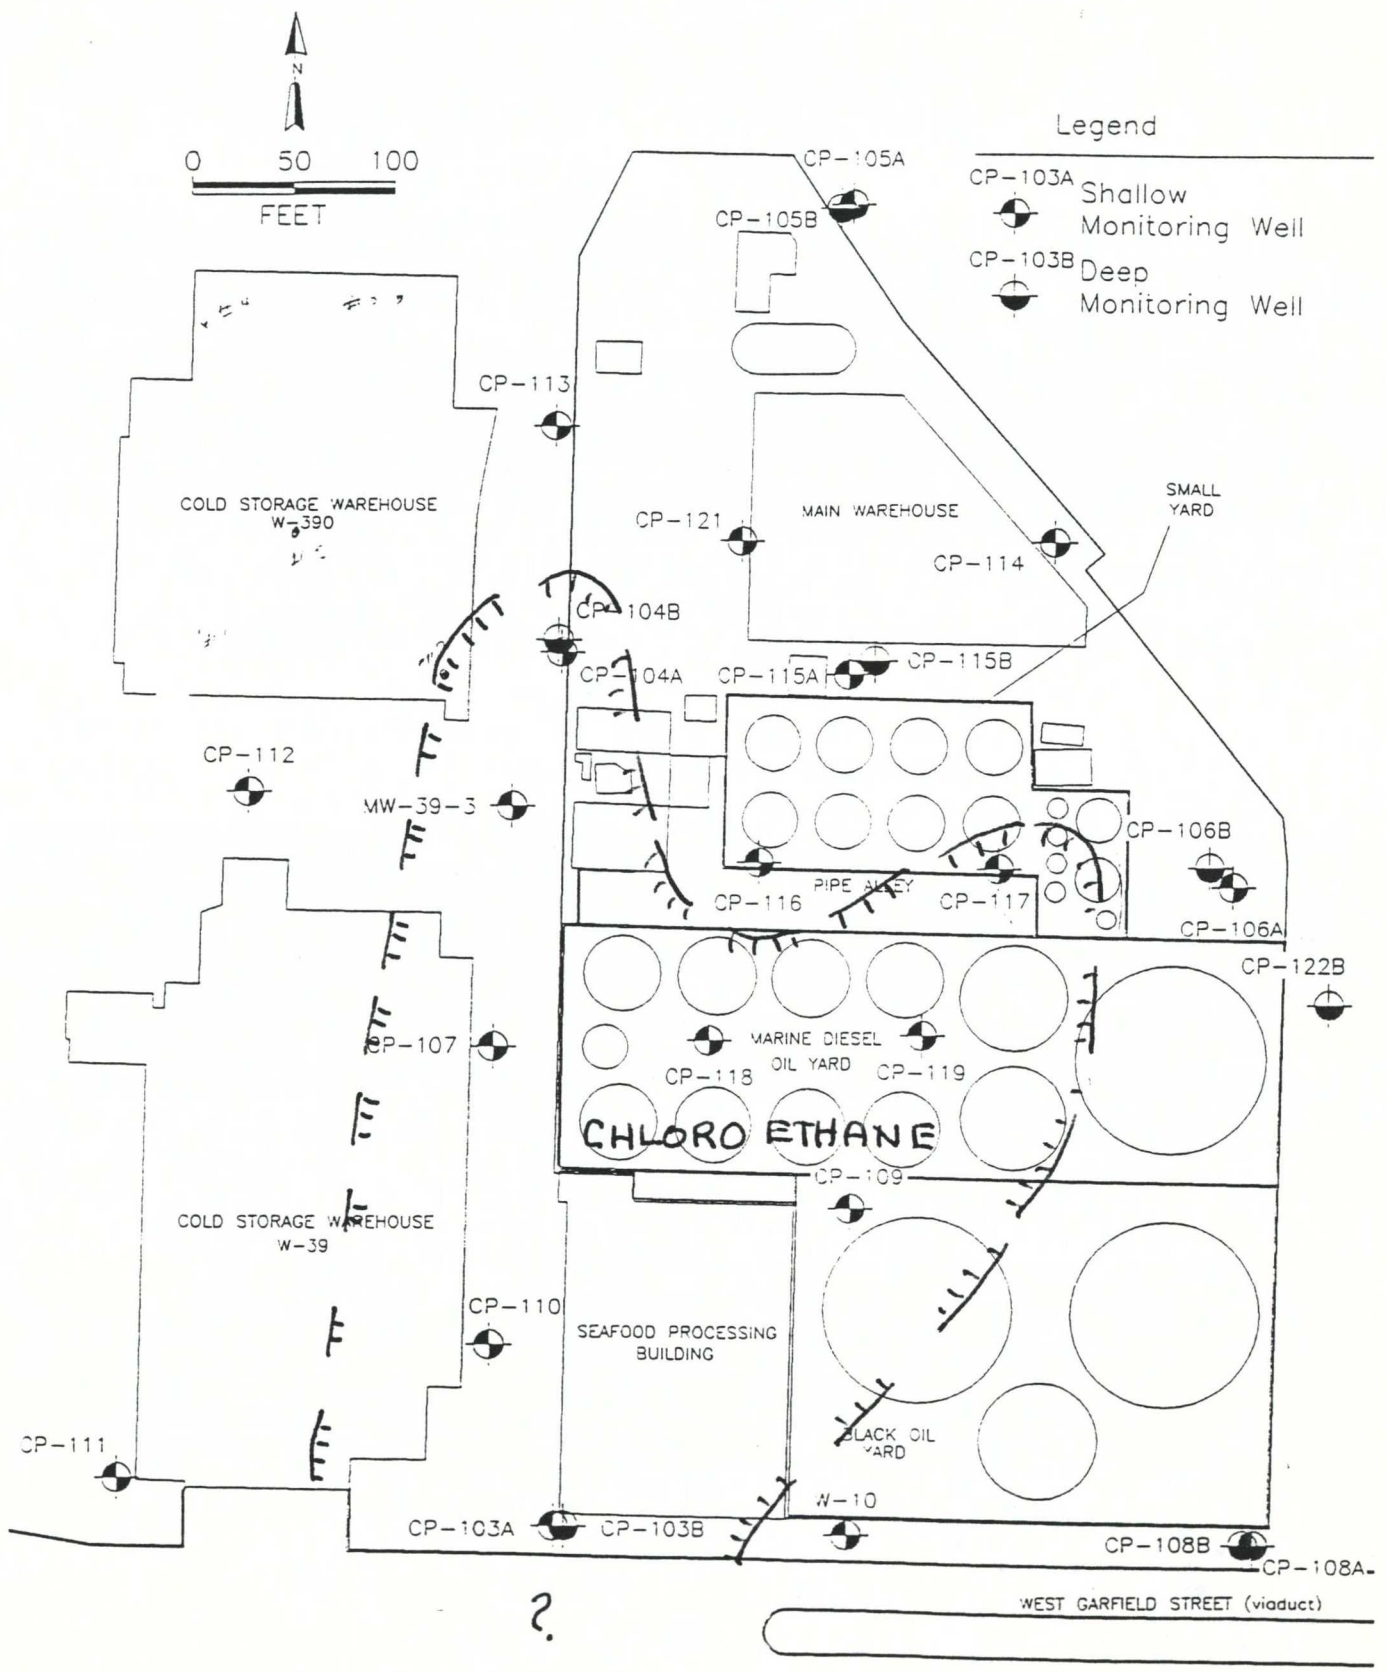 N
0 50 100
FEET
Legend
CP-103A Shallow
Monitoring Well
CP-103B Deep
Monitoring Well
CP-105A
CP-105B
CP-113
COLD STORAGE WAREHOUSE
W-390
CP-121
MAIN WAREHOUSE
SMALL
YARD
CP-114
CP-104B
CP-104A
CP-115A
CP-115B
CP-112
MW-39-3
CP-106B
CP-116
PIPE ALLEY
CP-117
CP-106A
CP-122B
CP-107
MARINE DIESEL
OIL YARD
CP-118
CP-119
CHLORO ETHANE
CP-109
COLD STORAGE WAREHOUSE
W-39
CP-110
SEAFOOD PROCESSING
BUILDING
BLACK OIL
YARD
CP-111
W-10
CP-103A
CP-103B
CP-108B
CP-108A
WEST GARFIELD STREET (viaduct)
?